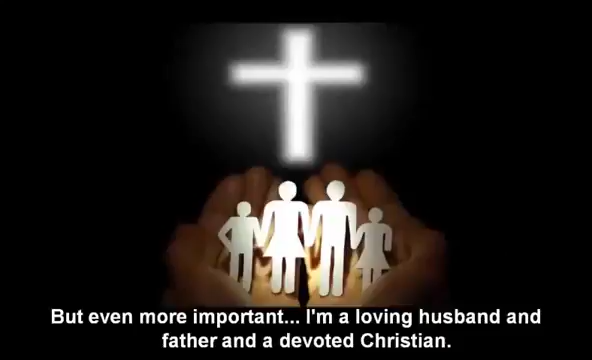 But even more important... I'm a loving husband and
father and a devoted Christian.